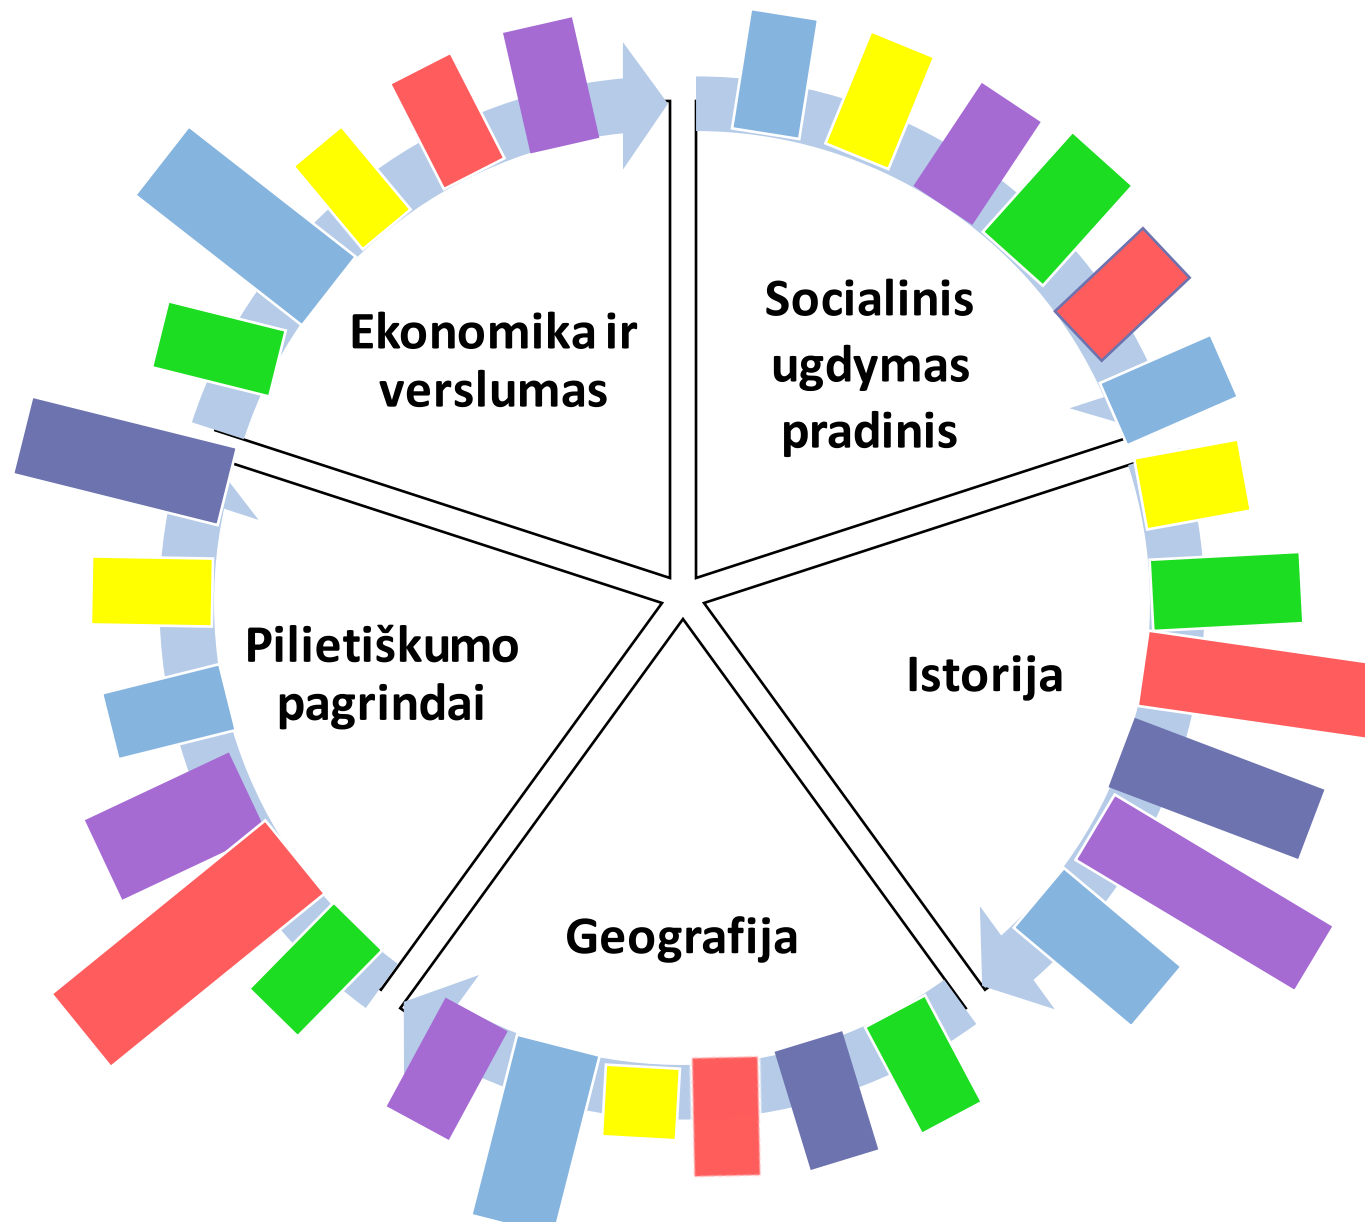 Ekonomika ir
verslumas
Socialinis
ugdymas
pradinis
Pilietiškumo
pagrindai
Istorija
Geografija